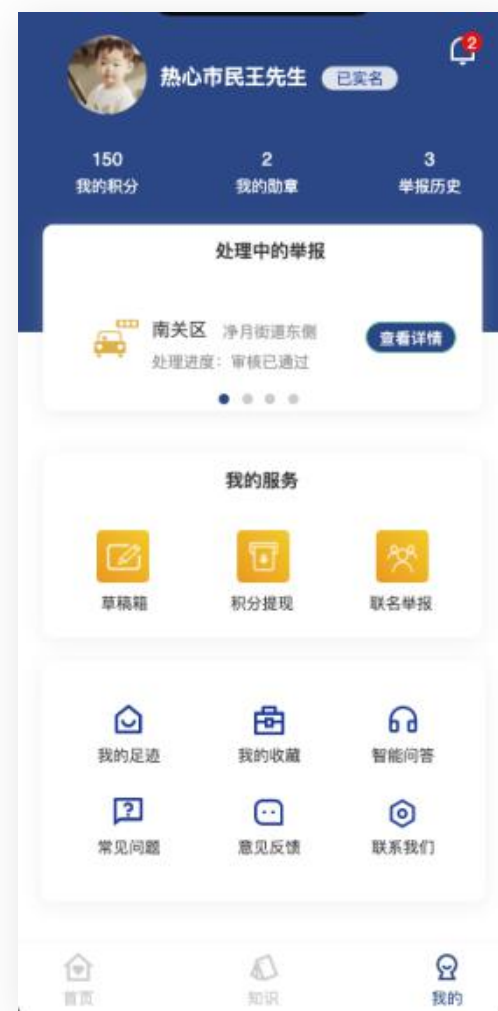 2
热心市民王先生 已实名
150 2 3
我的积分 我的勋章 举报历史
处理中的举报
南关区 净月街道东侧
查看详情
处理进度：审核已通过
我的服务
草稿箱 积分提现 联名举报
我的足迹 我的收藏 智能问答
常见问题 意见反馈 联系我们
首页 知识 我的